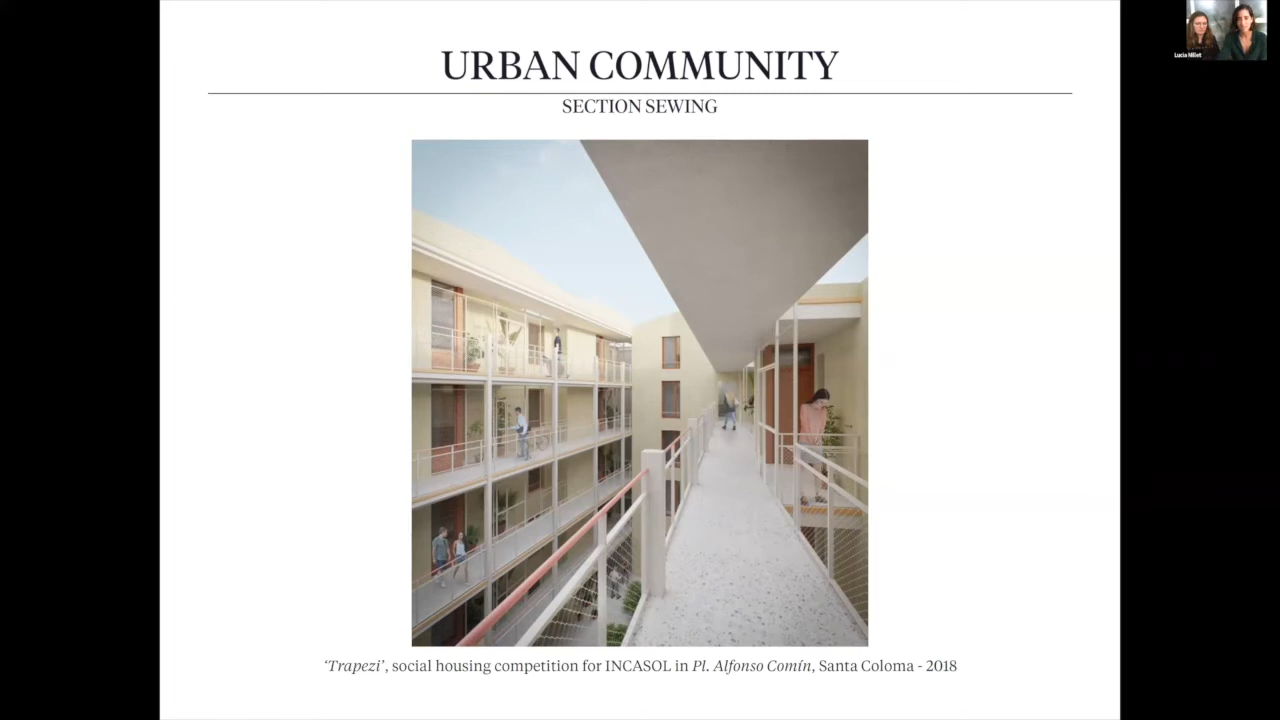 URBAN COMMUNITY
SECTION SEWING
‘Trapezi’, social housing competition for INCASOL in Pl. Alfonso Comín, Santa Coloma - 2018
Lucia Millet